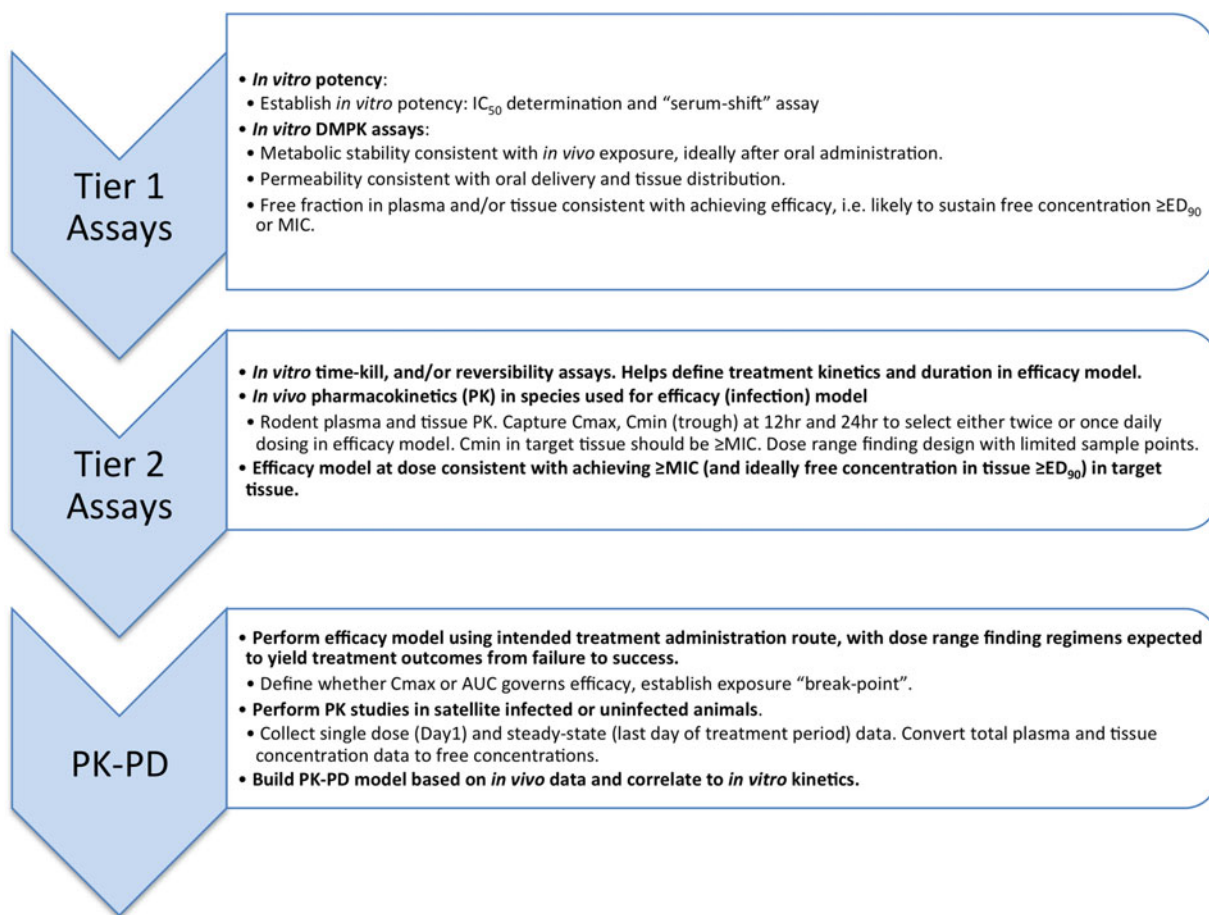 Tier 1
Assays
• In vitro potency:
• Establish in vitro potency: IC50 determination and “serum-shift” assay
• In vitro DMPK assays:
• Metabolic stability consistent with in vivo exposure, ideally after oral administration.
• Permeability consistent with oral delivery and tissue distribution.
• Free fraction in plasma and/or tissue consistent with achieving efficacy, i.e. likely to sustain free concentration ≥ED90
or MIC.
Tier 2
Assays
• In vitro time-kill, and/or reversibility assays. Helps define treatment kinetics and duration in efficacy model.
• In vivo pharmacokinetics (PK) in species used for efficacy (infection) model
• Rodent plasma and tissue PK. Capture Cmax, Cmin (trough) at 12hr and 24hr to select either twice or once daily
dosing in efficacy model. Cmin in target tissue should be ≥MIC. Dose range finding design with limited sample points.
• Efficacy model at dose consistent with achieving ≥MIC (and ideally free concentration in tissue ≥ED90) in target
tissue.
PK-PD
• Perform efficacy model using intended treatment administration route, with dose range finding regimens expected
to yield treatment outcomes from failure to success.
• Define whether Cmax or AUC governs efficacy, establish exposure “break-point”.
• Perform PK studies in satellite infected or uninfected animals.
• Collect single dose (Day1) and steady-state (last day of treatment period) data. Convert total plasma and tissue
concentration data to free concentrations.
• Build PK-PD model based on in vivo data and correlate to in vitro kinetics.